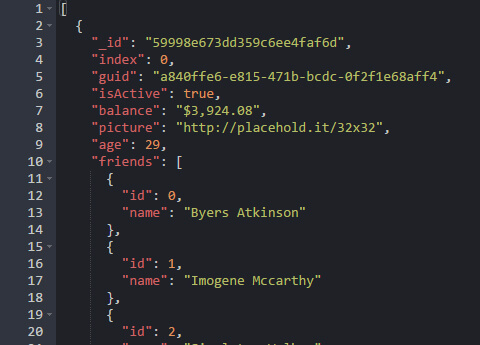 1 [
2 {
3 "_id": "59998e673dd359c6ee4faf6d",
4 "index": 0,
5 "guid": "a840ffe6-e815-471b-bcdc-0f2f1e68aff4",
6 "isActive": true,
7 "balance": "$3,924.08",
8 "picture": "http://placehold.it/32x32",
9 "age": 29,
10 "friends": [
11 {
12 "id": 0,
13 "name": "Byers Atkinson"
14 },
15 {
16 "id": 1,
17 "name": "Imogene Mccarthy"
18 },
19 {
20 "id": 2,